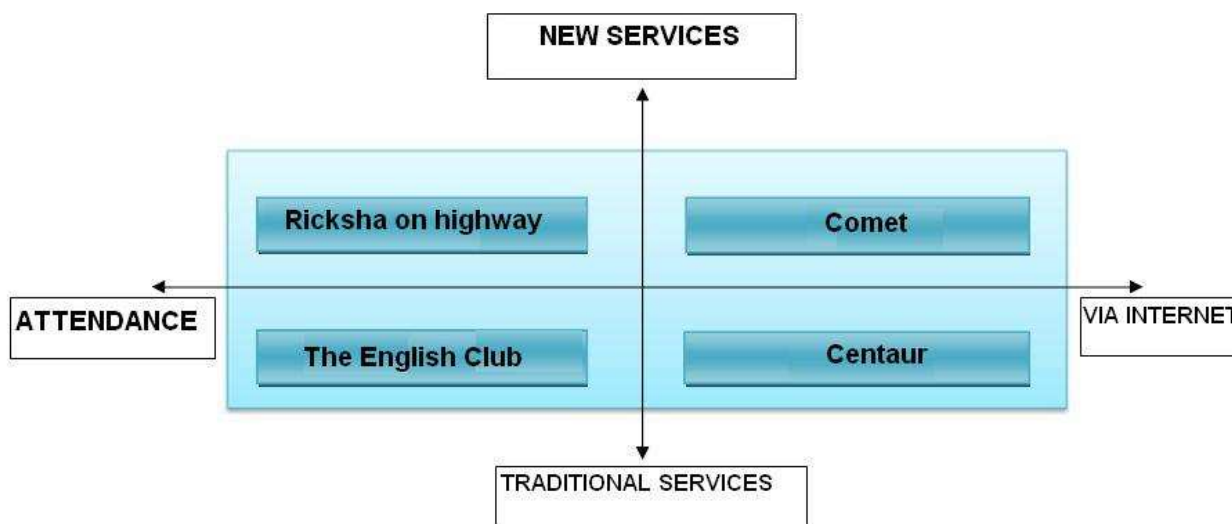 NEW SERVICES
Ricksha on highway
Comet
ATTENDANCE
VIA INTERNET
The English Club
Centaur
TRADITIONAL SERVICES